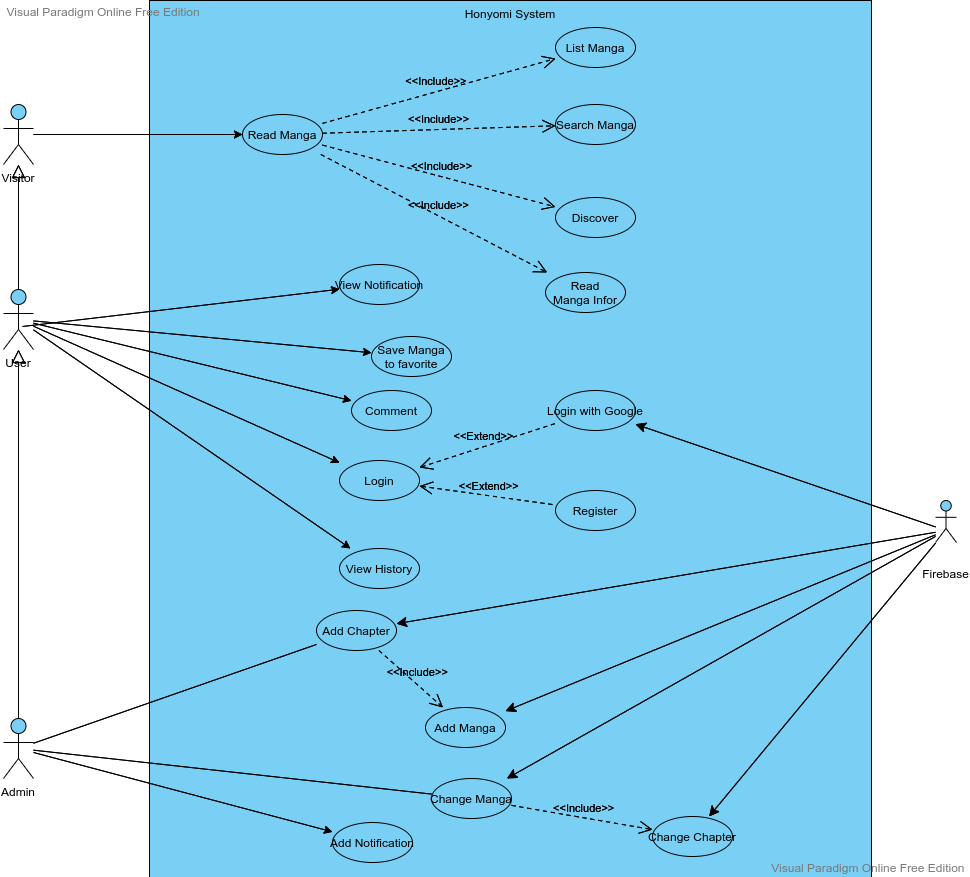 Visual Paradigm Online Free Edition
Honyomi System
List Manga
<<Include>>
<<Include>>
Search Manga
Read Manga
<<Include>>
Visitor
<<Include>>
Discover
View Notification
Read
Manga Infor
Save Manga
to favorite
User
Comment
Login with Google
<<Extend>>
Login
<<Extend>>
Register
View History
Firebase
Add Chapter
<<Include>>
Add Manga
Admin
Change Manga
<<Include>>
Change Chapter
Add Notification
Visual Paradigm Online Free Edition